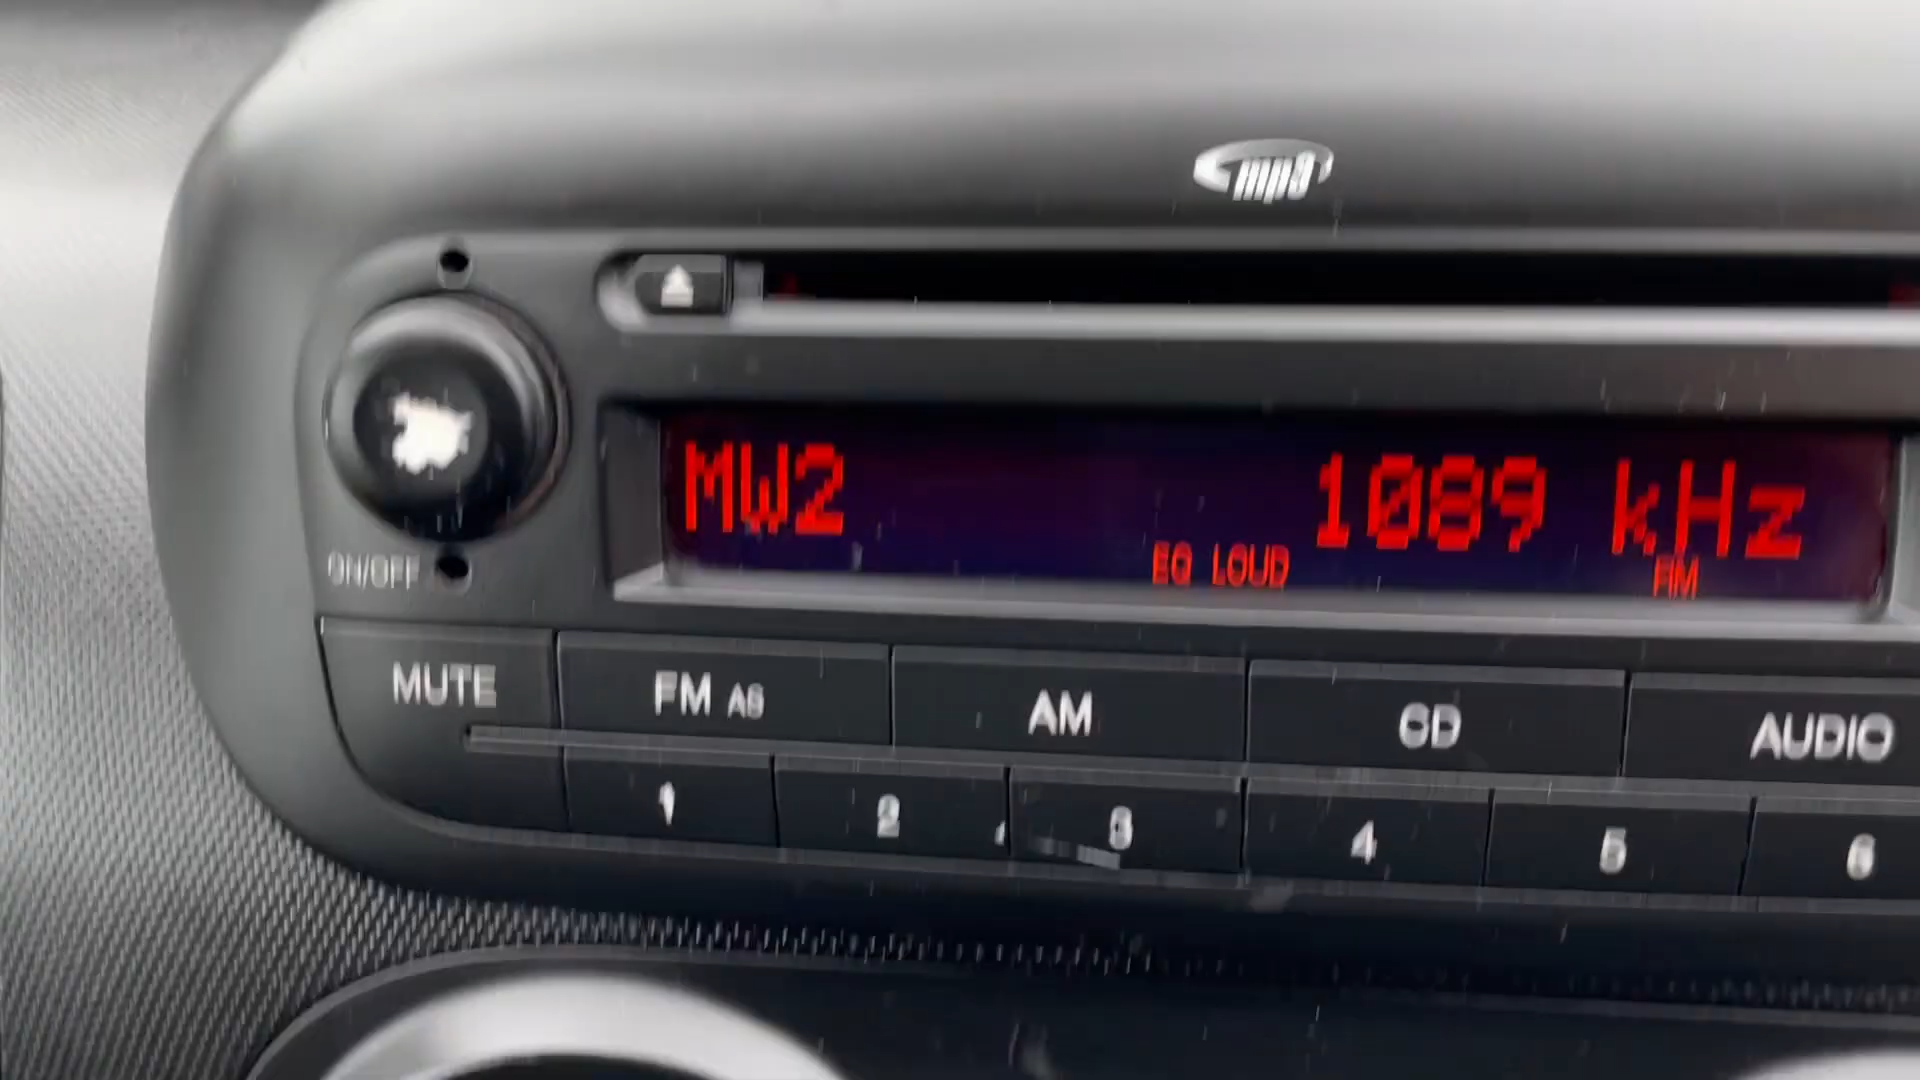 mp3
MW2 1089 kHz
EQ LOUD FM
ON/OFF
MUTE FM AS AM CD AUDIO
1 2 3 4 5 6